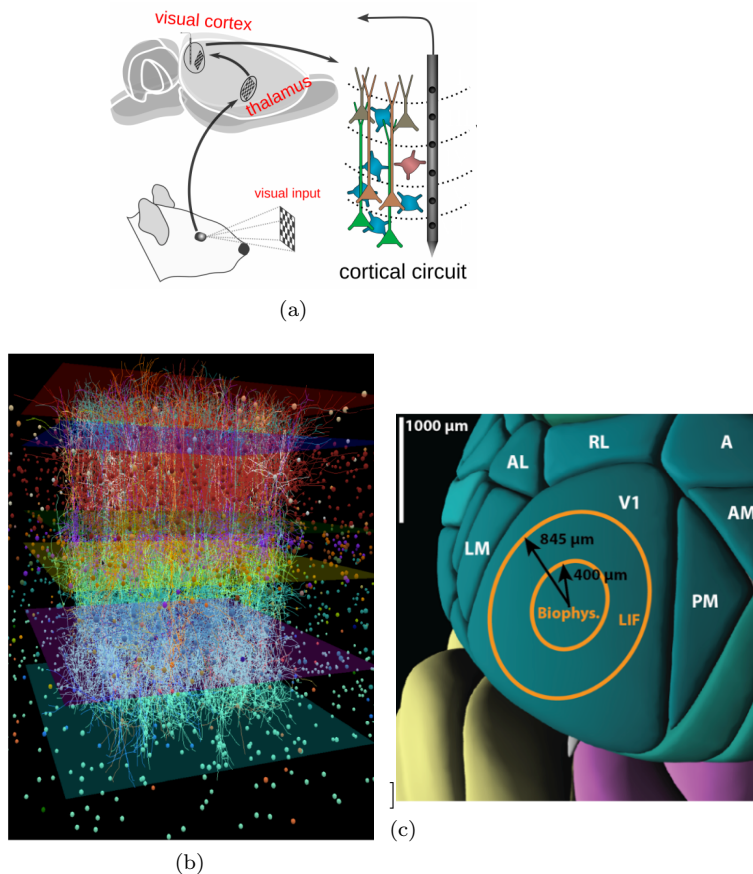 visual cortex
thalamus
visual input
cortical circuit
(a)
1000 µm
RL
A
AL
V1
AM
845 µm
LM
400 µm
PM
Biophys.
LIF
]
(c)
(b)